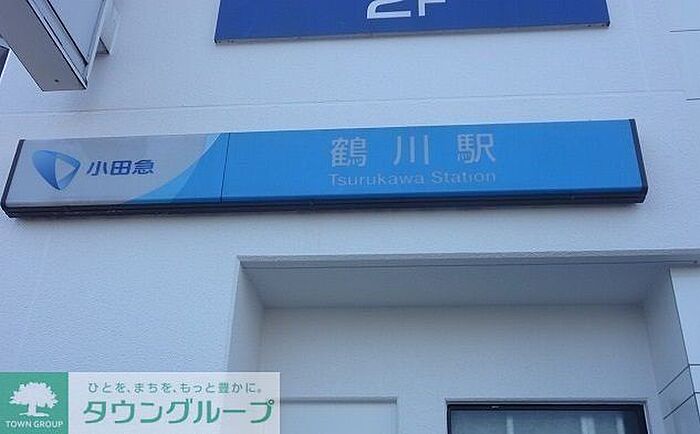 2F
小田急
鶴川駅
Tsurukawa Station
ひとを、まちを、もっと豊かに。
タウングループ
TOWN GROUP